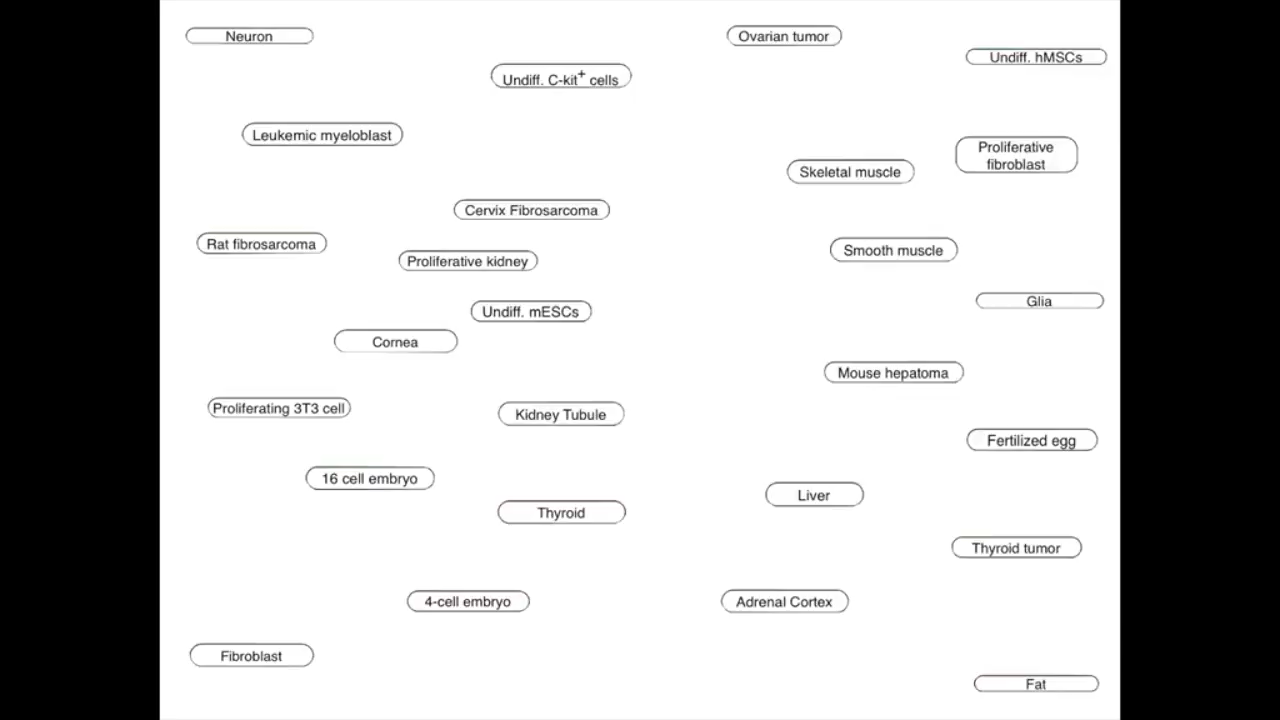 Neuron
Ovarian tumor
Undiff. hMSCs
Undiff. C-kit⁺ cells
Leukemic myeloblast
Proliferative
fibroblast
Skeletal muscle
Cervix Fibrosarcoma
Rat fibrosarcoma
Smooth muscle
Proliferative kidney
Glia
Undiff. mESCs
Cornea
Mouse hepatoma
Proliferating 3T3 cell
Kidney Tubule
Fertilized egg
16 cell embryo
Liver
Thyroid
Thyroid tumor
4-cell embryo
Adrenal Cortex
Fibroblast
Fat